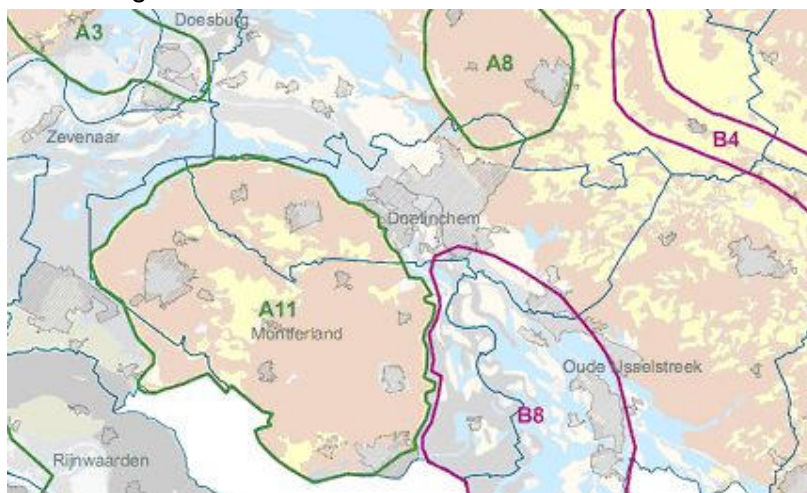 Doesburg
A3
A8
Zevenaar
B4
Doetinchem
A11
Montferland
Oude IJsselstreek
B8
Rijnwaarden